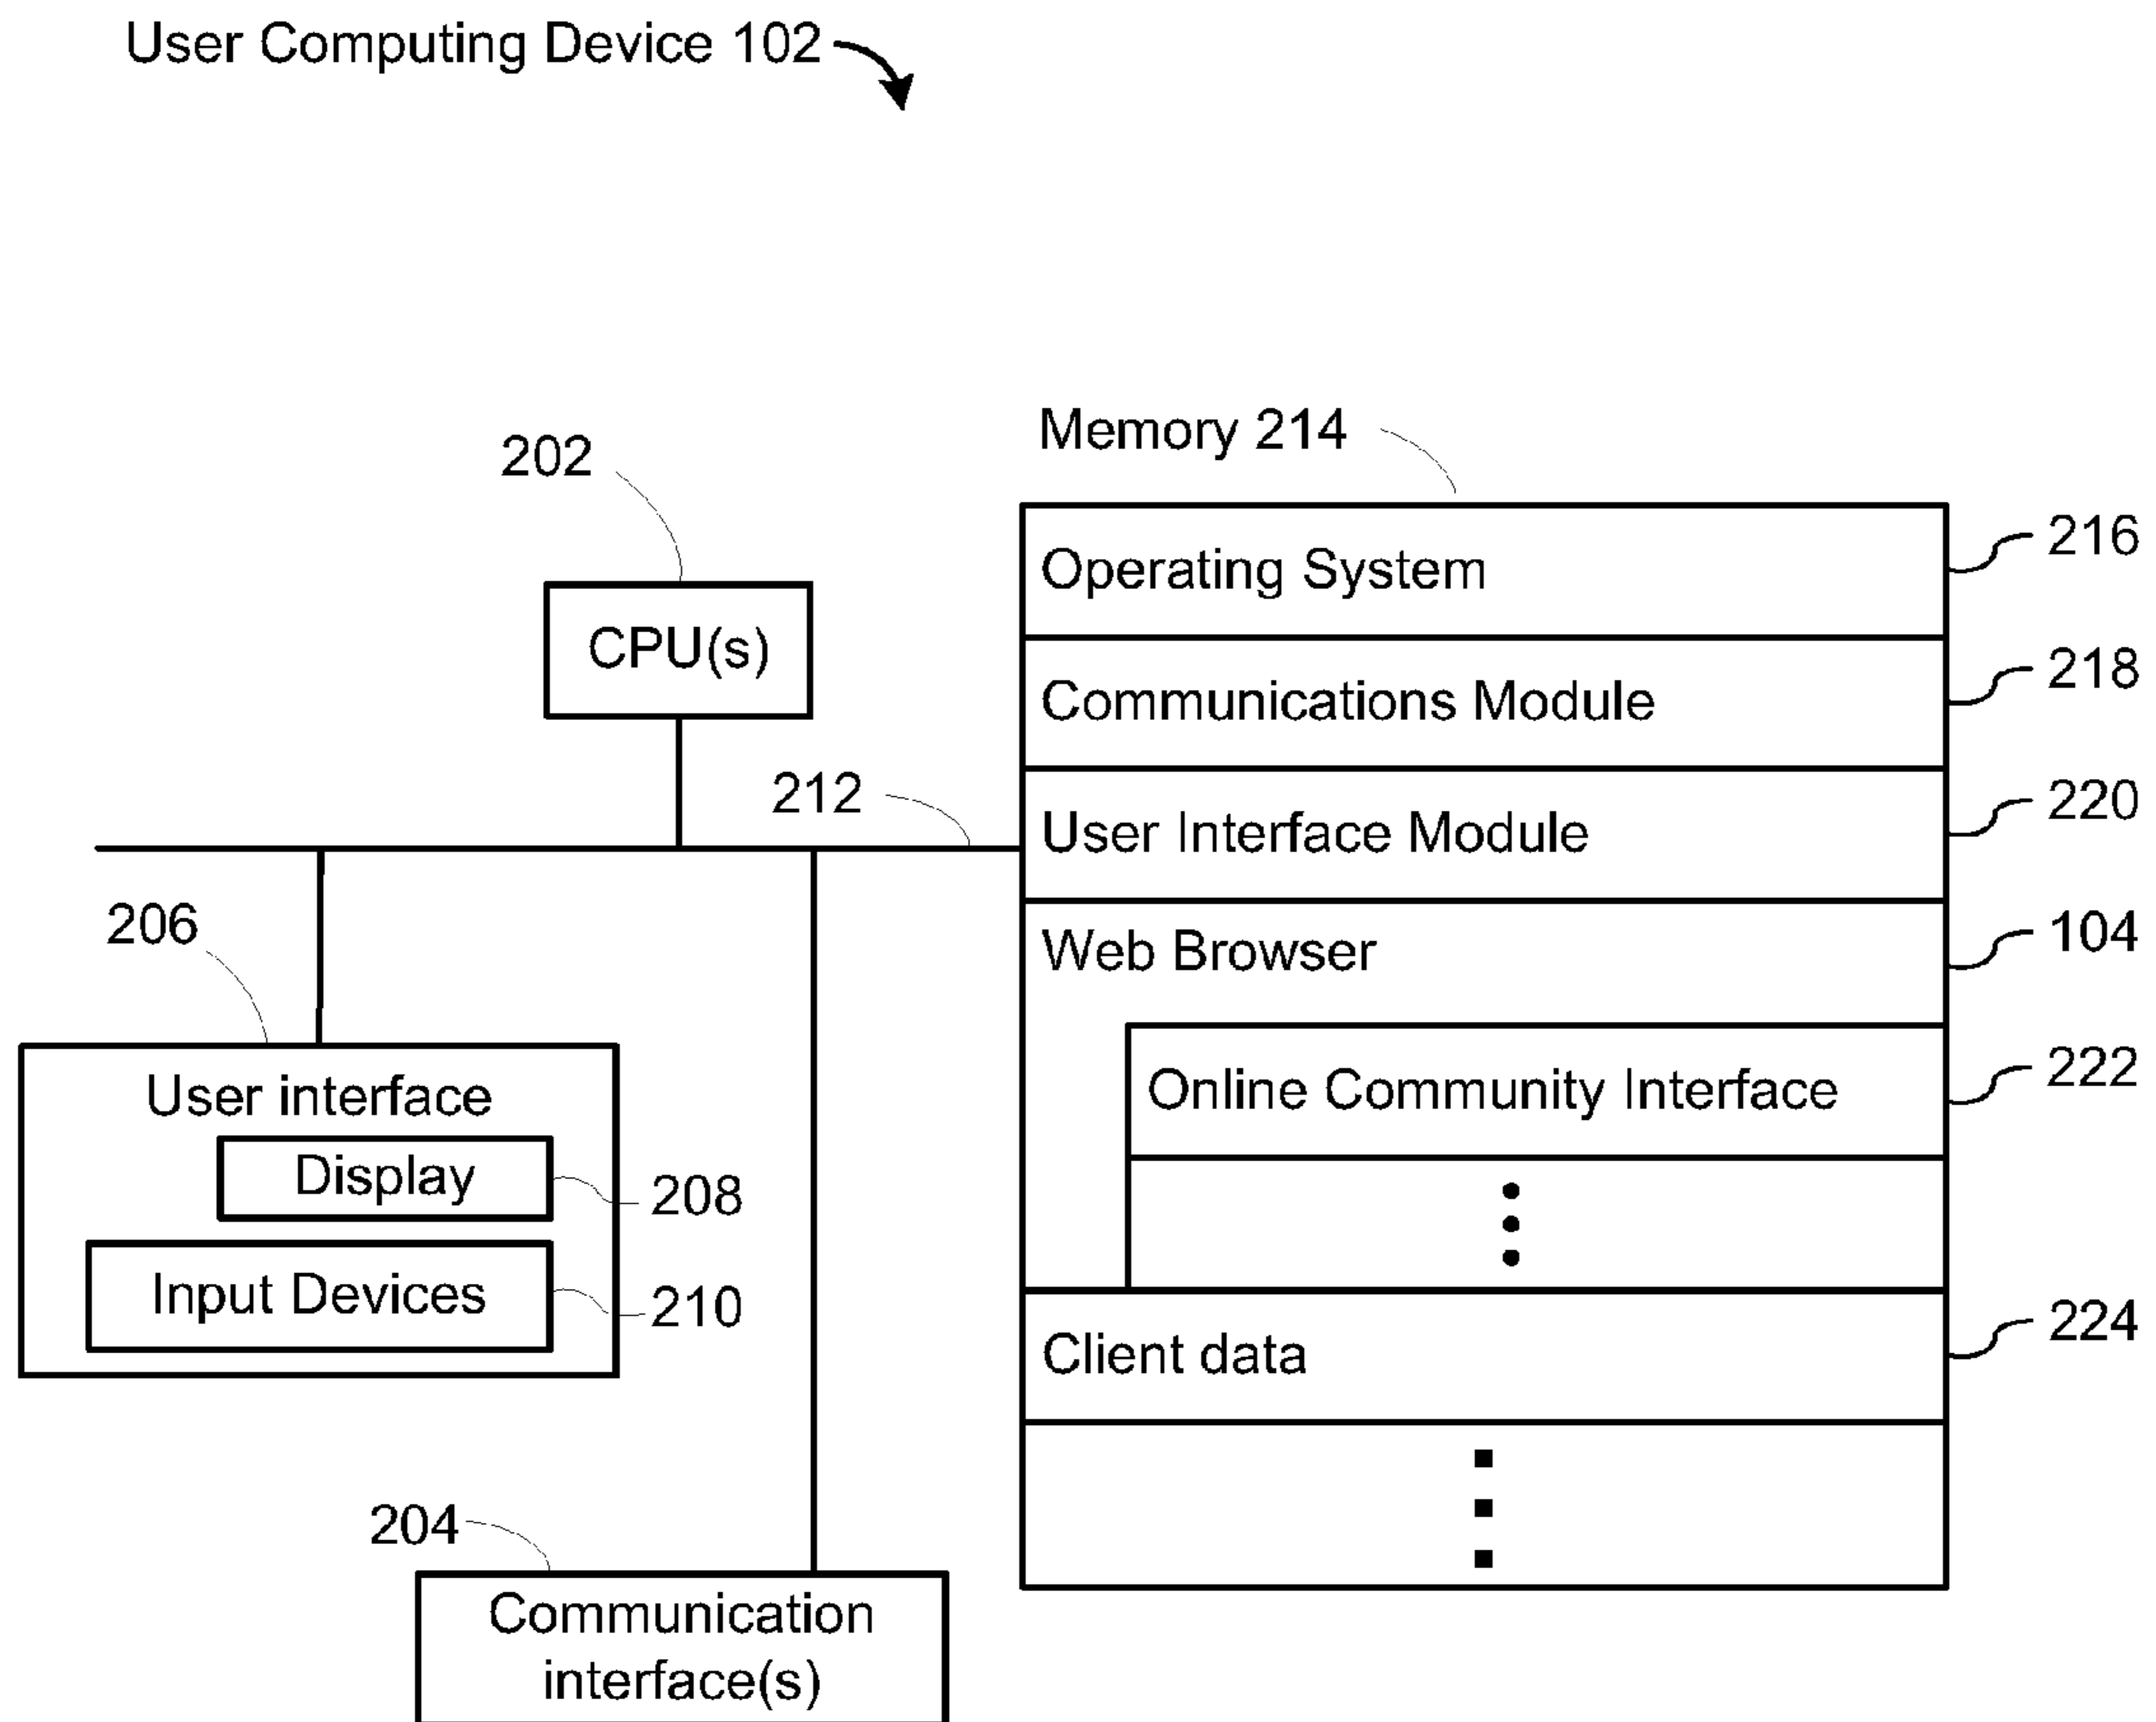 User Computing Device 102
Memory 214
202
CPU(s)
212
206
User interface
Display
208
Input Devices
210
204
Communication
interface(s)
Operating System
216
Communications Module
218
User Interface Module
220
Web Browser
104
Online Community Interface
222
Client data
224